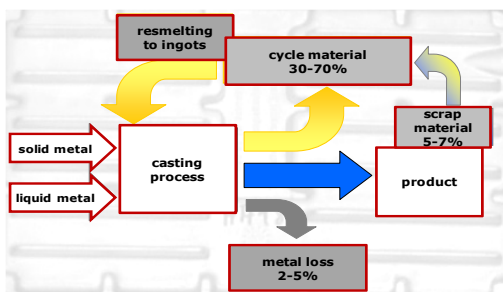 resmelting
to ingots
cycle material
30-70%
scrap
material
5-7%
solid metal
casting
process
product
liquid metal
metal loss
2-5%